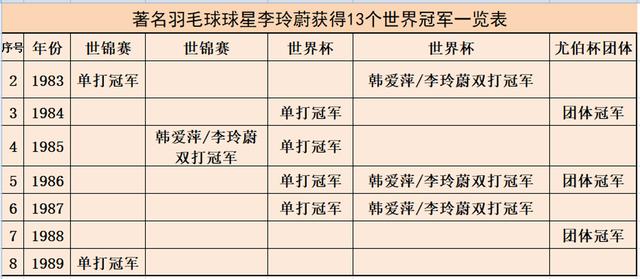 著名羽毛球球星李玲蔚获得13个世界冠军一览表
序号 年份 世锦赛 世锦赛 世界杯 世界杯 尤伯杯团体
2 1983 单打冠军 韩爱萍/李玲蔚双打冠军
3 1984 单打冠军 团体冠军
4 1985 韩爱萍/李玲蔚 单打冠军
双打冠军
5 1986 单打冠军 韩爱萍/李玲蔚双打冠军 团体冠军
6 1987 单打冠军 韩爱萍/李玲蔚双打冠军
7 1988 团体冠军
8 1989 单打冠军